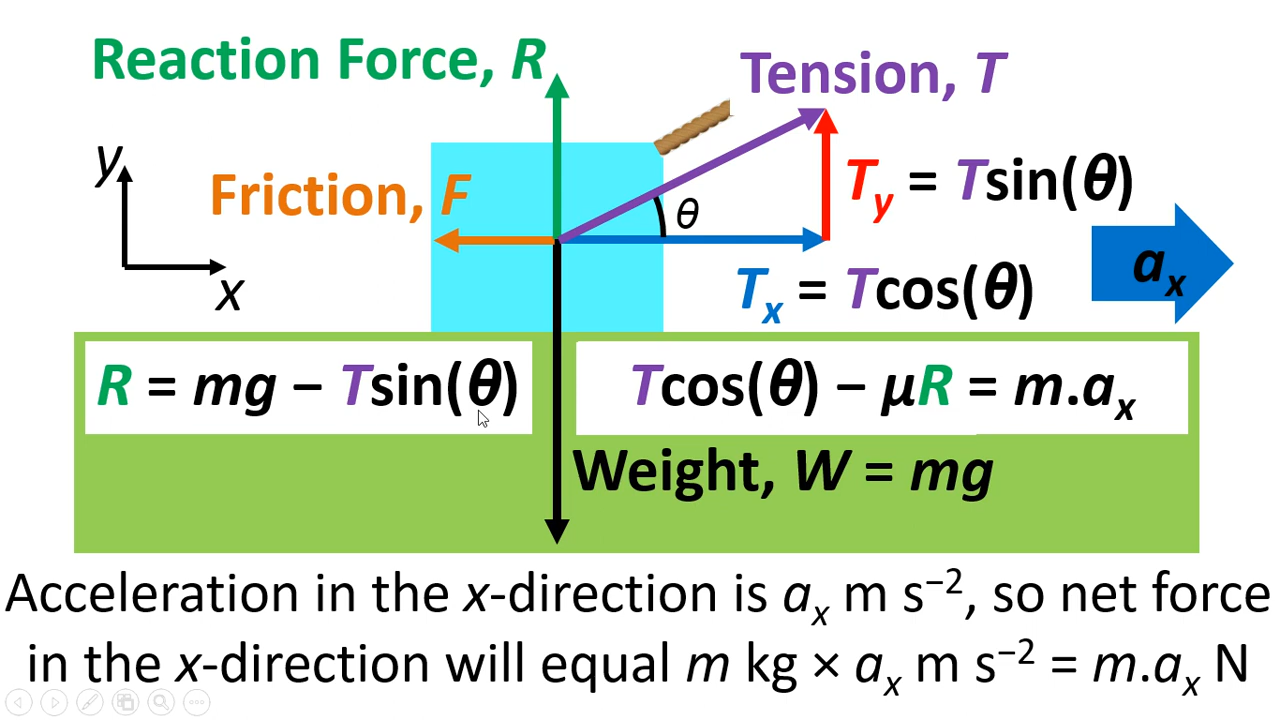 Reaction Force, R
Tension, T
y
Friction, F
θ
T_y = Tsin(θ)
x
T_x = Tcos(θ)
a_x
R = mg − Tsin(θ)
Tcos(θ) − μR = m.a_x
Weight, W = mg
Acceleration in the x-direction is a_x m s⁻², so net force
in the x-direction will equal m kg × a_x m s⁻² = m.a_x N